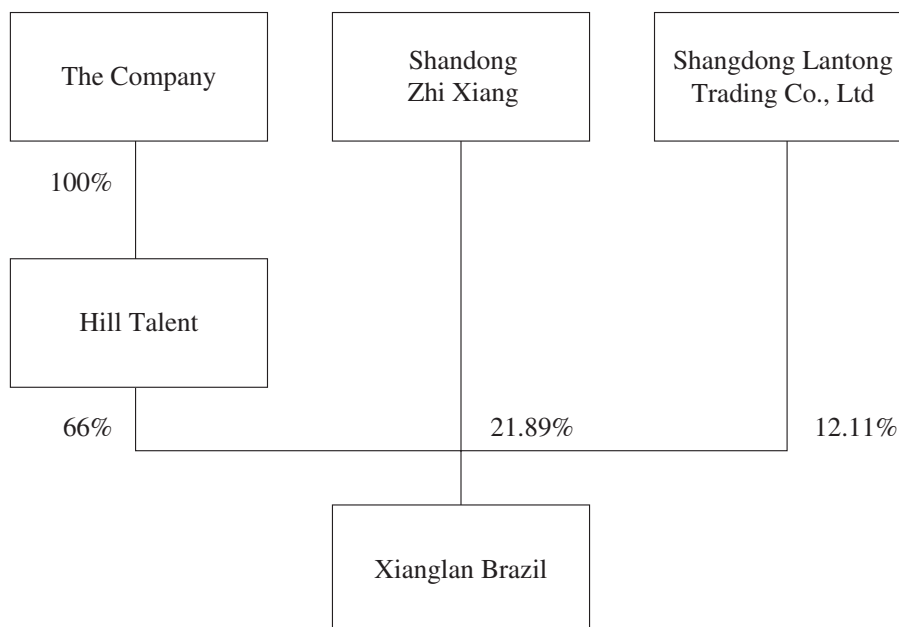 The Company
Shandong
Zhi Xiang
Shangdong Lantong
Trading Co., Ltd
100%
Hill Talent
66%
21.89%
12.11%
Xianglan Brazil